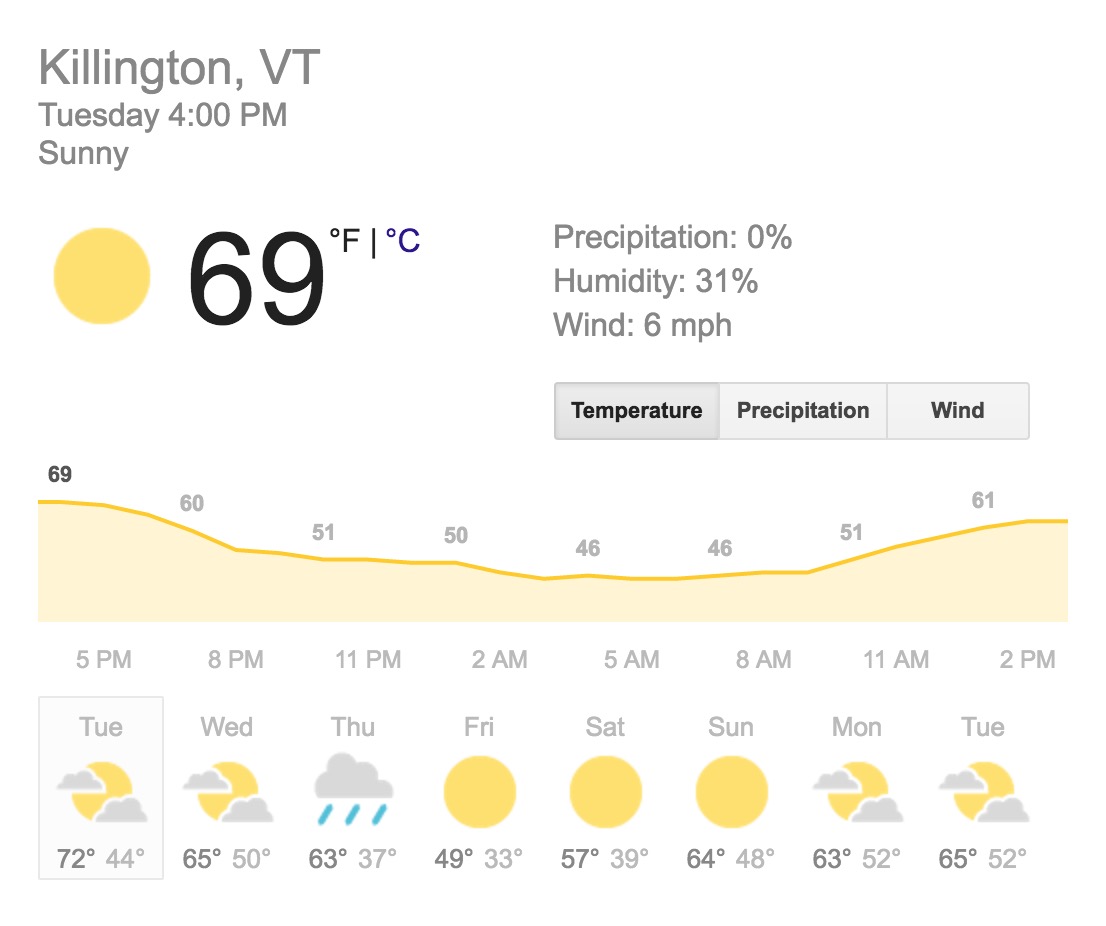 Killington, VT
Tuesday 4:00 PM
Sunny
69 °F | °C
Precipitation: 0%
Humidity: 31%
Wind: 6 mph
Temperature Precipitation Wind
69 60 51 50 46 46 51 61
5 PM 8 PM 11 PM 2 AM 5 AM 8 AM 11 AM 2 PM
Tue Wed Thu Fri Sat Sun Mon Tue
72° 44° 65° 50° 63° 37° 49° 33° 57° 39° 64° 48° 63° 52° 65° 52°